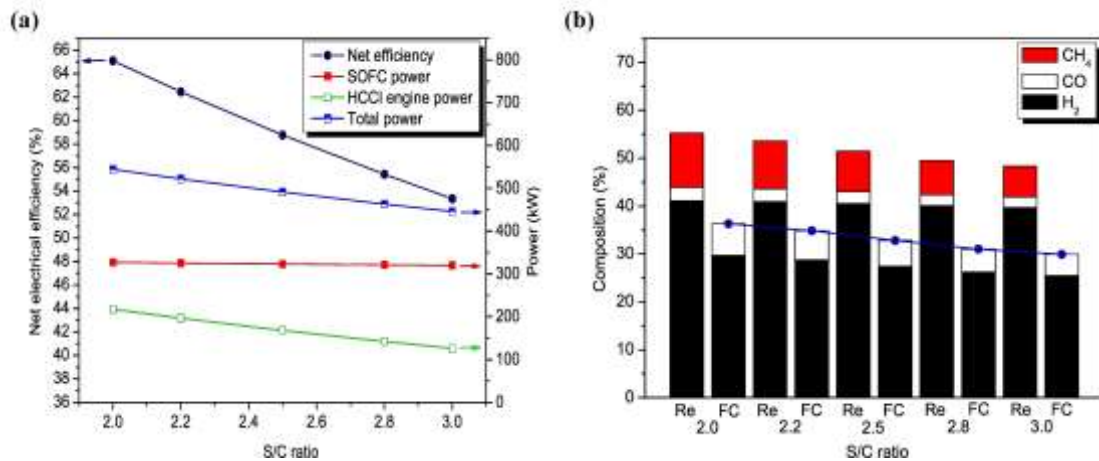 (a)
Net electrical efficiency (%)
66
64
62
60
58
56
54
52
50
48
46
44
42
40
38
36
Net efficiency
SOFC power
HCCI engine power
Total power
800
700
600
500
400
300
200
100
0
Power (kW)
2.0 2.2 2.4 2.6 2.8 3.0
S/C ratio
(b)
Composition (%)
70
60
50
40
30
20
10
0
CH₄
CO
H₂
Re FC Re FC Re FC Re FC Re FC
2.0 2.2 2.5 2.8 3.0
S/C ratio